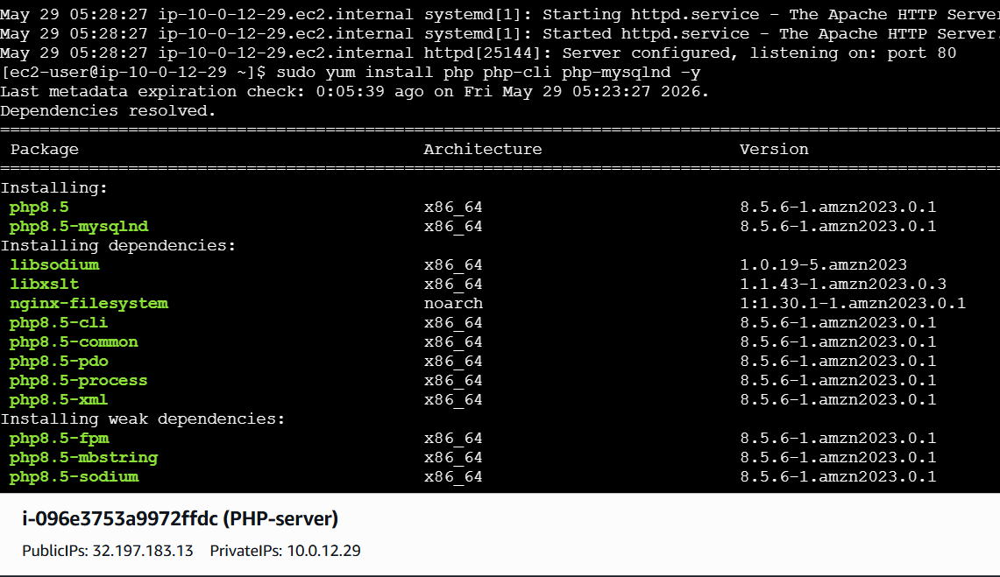 May 29 05:28:27 ip-10-0-12-29.ec2.internal systemd[1]: Starting httpd.service - The Apache HTTP Server
May 29 05:28:27 ip-10-0-12-29.ec2.internal systemd[1]: Started httpd.service - The Apache HTTP Server.
May 29 05:28:27 ip-10-0-12-29.ec2.internal httpd[25144]: Server configured, listening on: port 80
[ec2-user@ip-10-0-12-29 ~]$ sudo yum install php php-cli php-mysqlnd -y
Last metadata expiration check: 0:05:39 ago on Fri May 29 05:23:27 2026.
Dependencies resolved.
Package Architecture Version
Installing:
php8.5 x86_64 8.5.6-1.amzn2023.0.1
php8.5-mysqlnd x86_64 8.5.6-1.amzn2023.0.1
Installing dependencies:
libsodium x86_64 1.0.19-5.amzn2023
libxslt x86_64 1.1.43-1.amzn2023.0.3
nginx-filesystem noarch 1:1.30.1-1.amzn2023.0.1
php8.5-cli x86_64 8.5.6-1.amzn2023.0.1
php8.5-common x86_64 8.5.6-1.amzn2023.0.1
php8.5-pdo x86_64 8.5.6-1.amzn2023.0.1
php8.5-process x86_64 8.5.6-1.amzn2023.0.1
php8.5-xml x86_64 8.5.6-1.amzn2023.0.1
Installing weak dependencies:
php8.5-fpm x86_64 8.5.6-1.amzn2023.0.1
php8.5-mbstring x86_64 8.5.6-1.amzn2023.0.1
php8.5-sodium x86_64 8.5.6-1.amzn2023.0.1
i-096e3753a9972ffdc (PHP-server)
PublicIPs: 32.197.183.13 PrivateIPs: 10.0.12.29